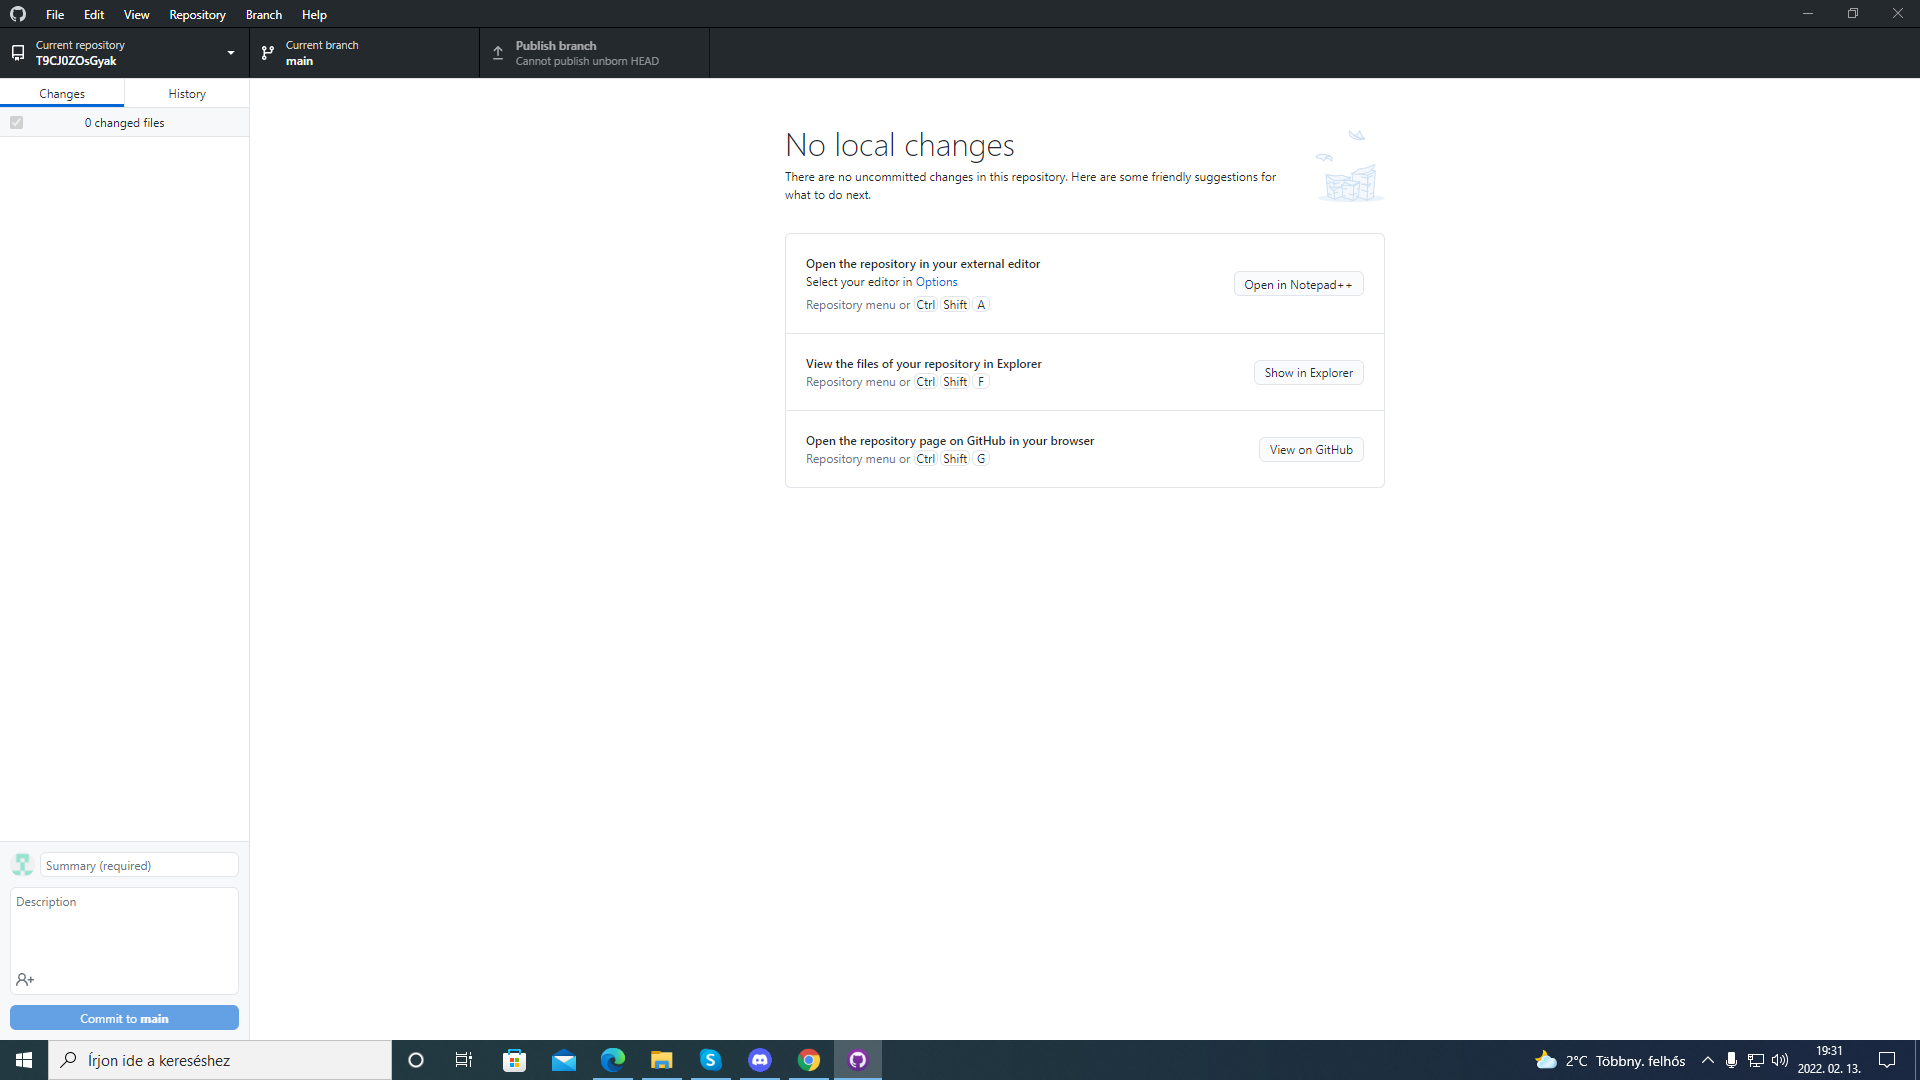 File Edit View Repository Branch Help
Current repository
T9CJ0ZOsGyak
Current branch
main
Publish branch
Cannot publish unborn HEAD
Changes History
0 changed files
No local changes
There are no uncommitted changes in this repository. Here are some friendly suggestions for
what to do next.
Open the repository in your external editor
Select your editor in Options
Repository menu or Ctrl Shift A
Open in Notepad++
View the files of your repository in Explorer
Repository menu or Ctrl Shift F
Show in Explorer
Open the repository page on GitHub in your browser
Repository menu or Ctrl Shift G
View on GitHub
Summary (required)
Description
Commit to main
Írjon ide a kereséshez
2°C Többny. felhős
19:31
2022. 02. 13.